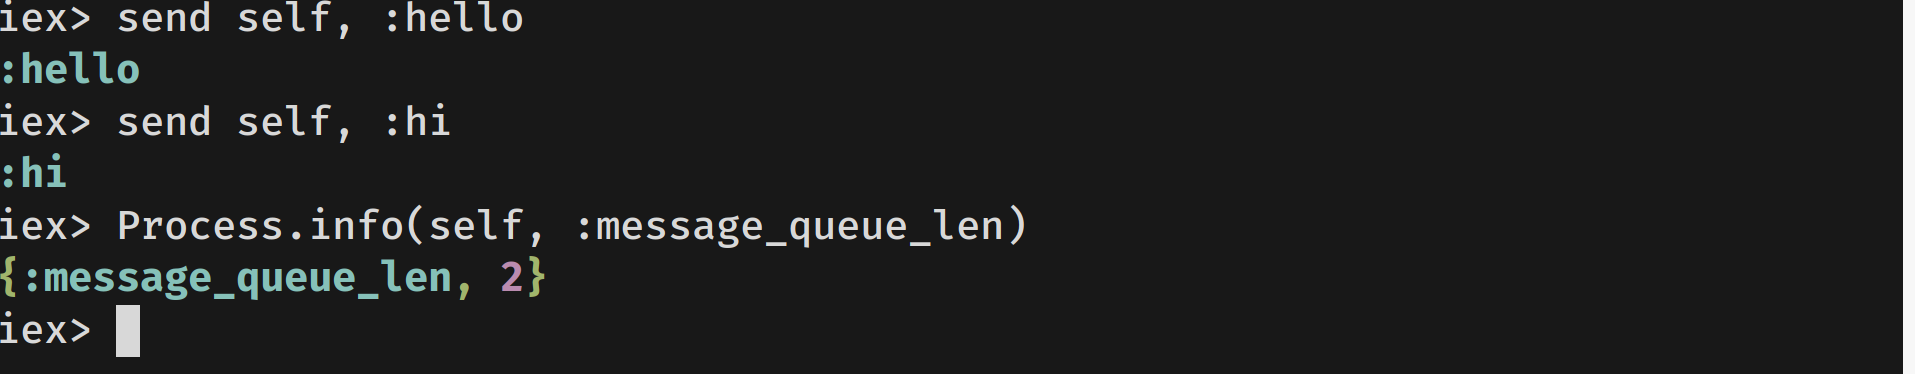 iex> send self, :hello
:hello
iex> send self, :hi
:hi
iex> Process.info(self, :message_queue_len)
{:message_queue_len, 2}
iex>